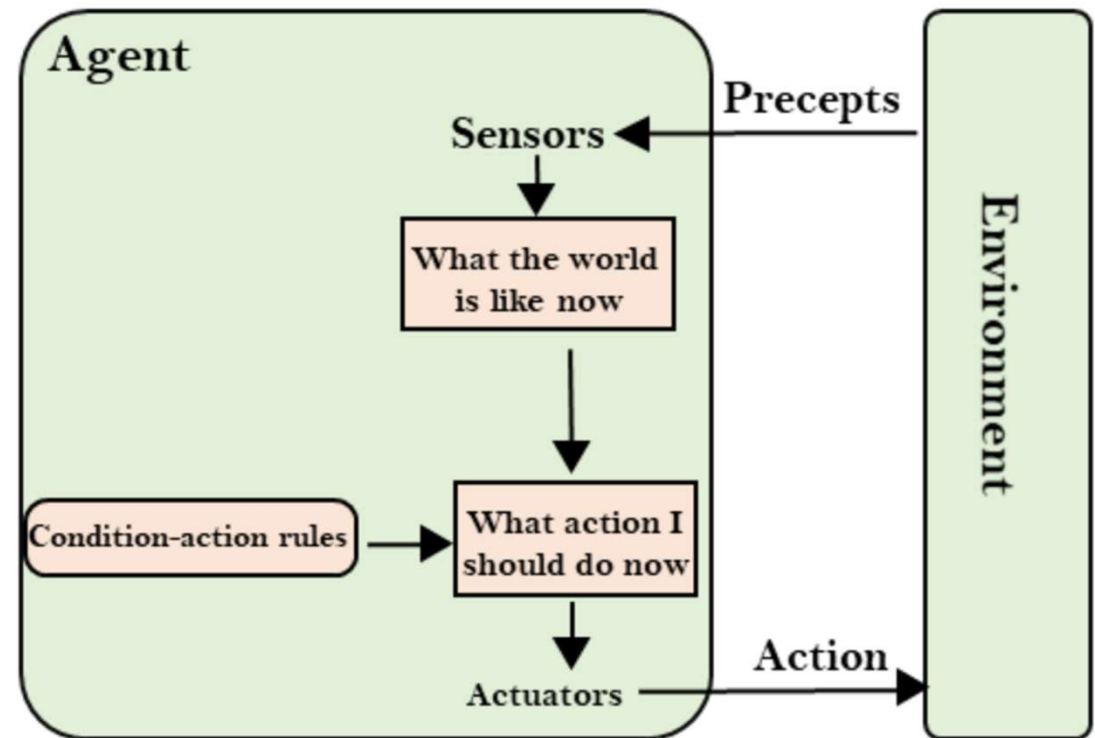 Agent
Precepts
Sensors
What the world
is like now
Environment
Condition-action rules
What action I
should do now
Action
Actuators